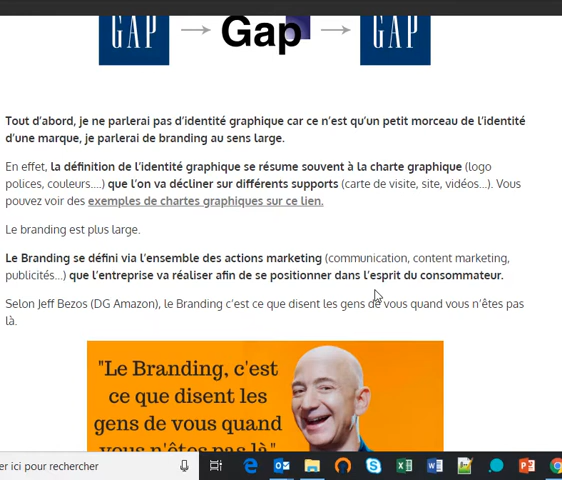 GAP Gap GAP
Tout d'abord, je ne parlerai pas d'identité graphique car ce n'est qu'un petit morceau de l'identité
d'une marque, je parlerai de branding au sens large.
En effet, la définition de l'identité graphique se résume souvent à la charte graphique (logo
polices, couleurs....) que l'on va décliner sur différents supports (carte de visite, site, vidéos...). Vous
pouvez voir des exemples de chartes graphiques sur ce lien.
Le branding est plus large.
Le Branding se défini via l'ensemble des actions marketing (communication, content marketing,
publicités...) que l'entreprise va réaliser afin de se positionner dans l'esprit du consommateur.
Selon Jeff Bezos (DG Amazon), le Branding c'est ce que disent les gens de vous quand vous n'êtes pas
là.
"Le Branding, c'est
ce que disent les
gens de vous quand
vous n'êtes pas là"
er ici pour rechercher